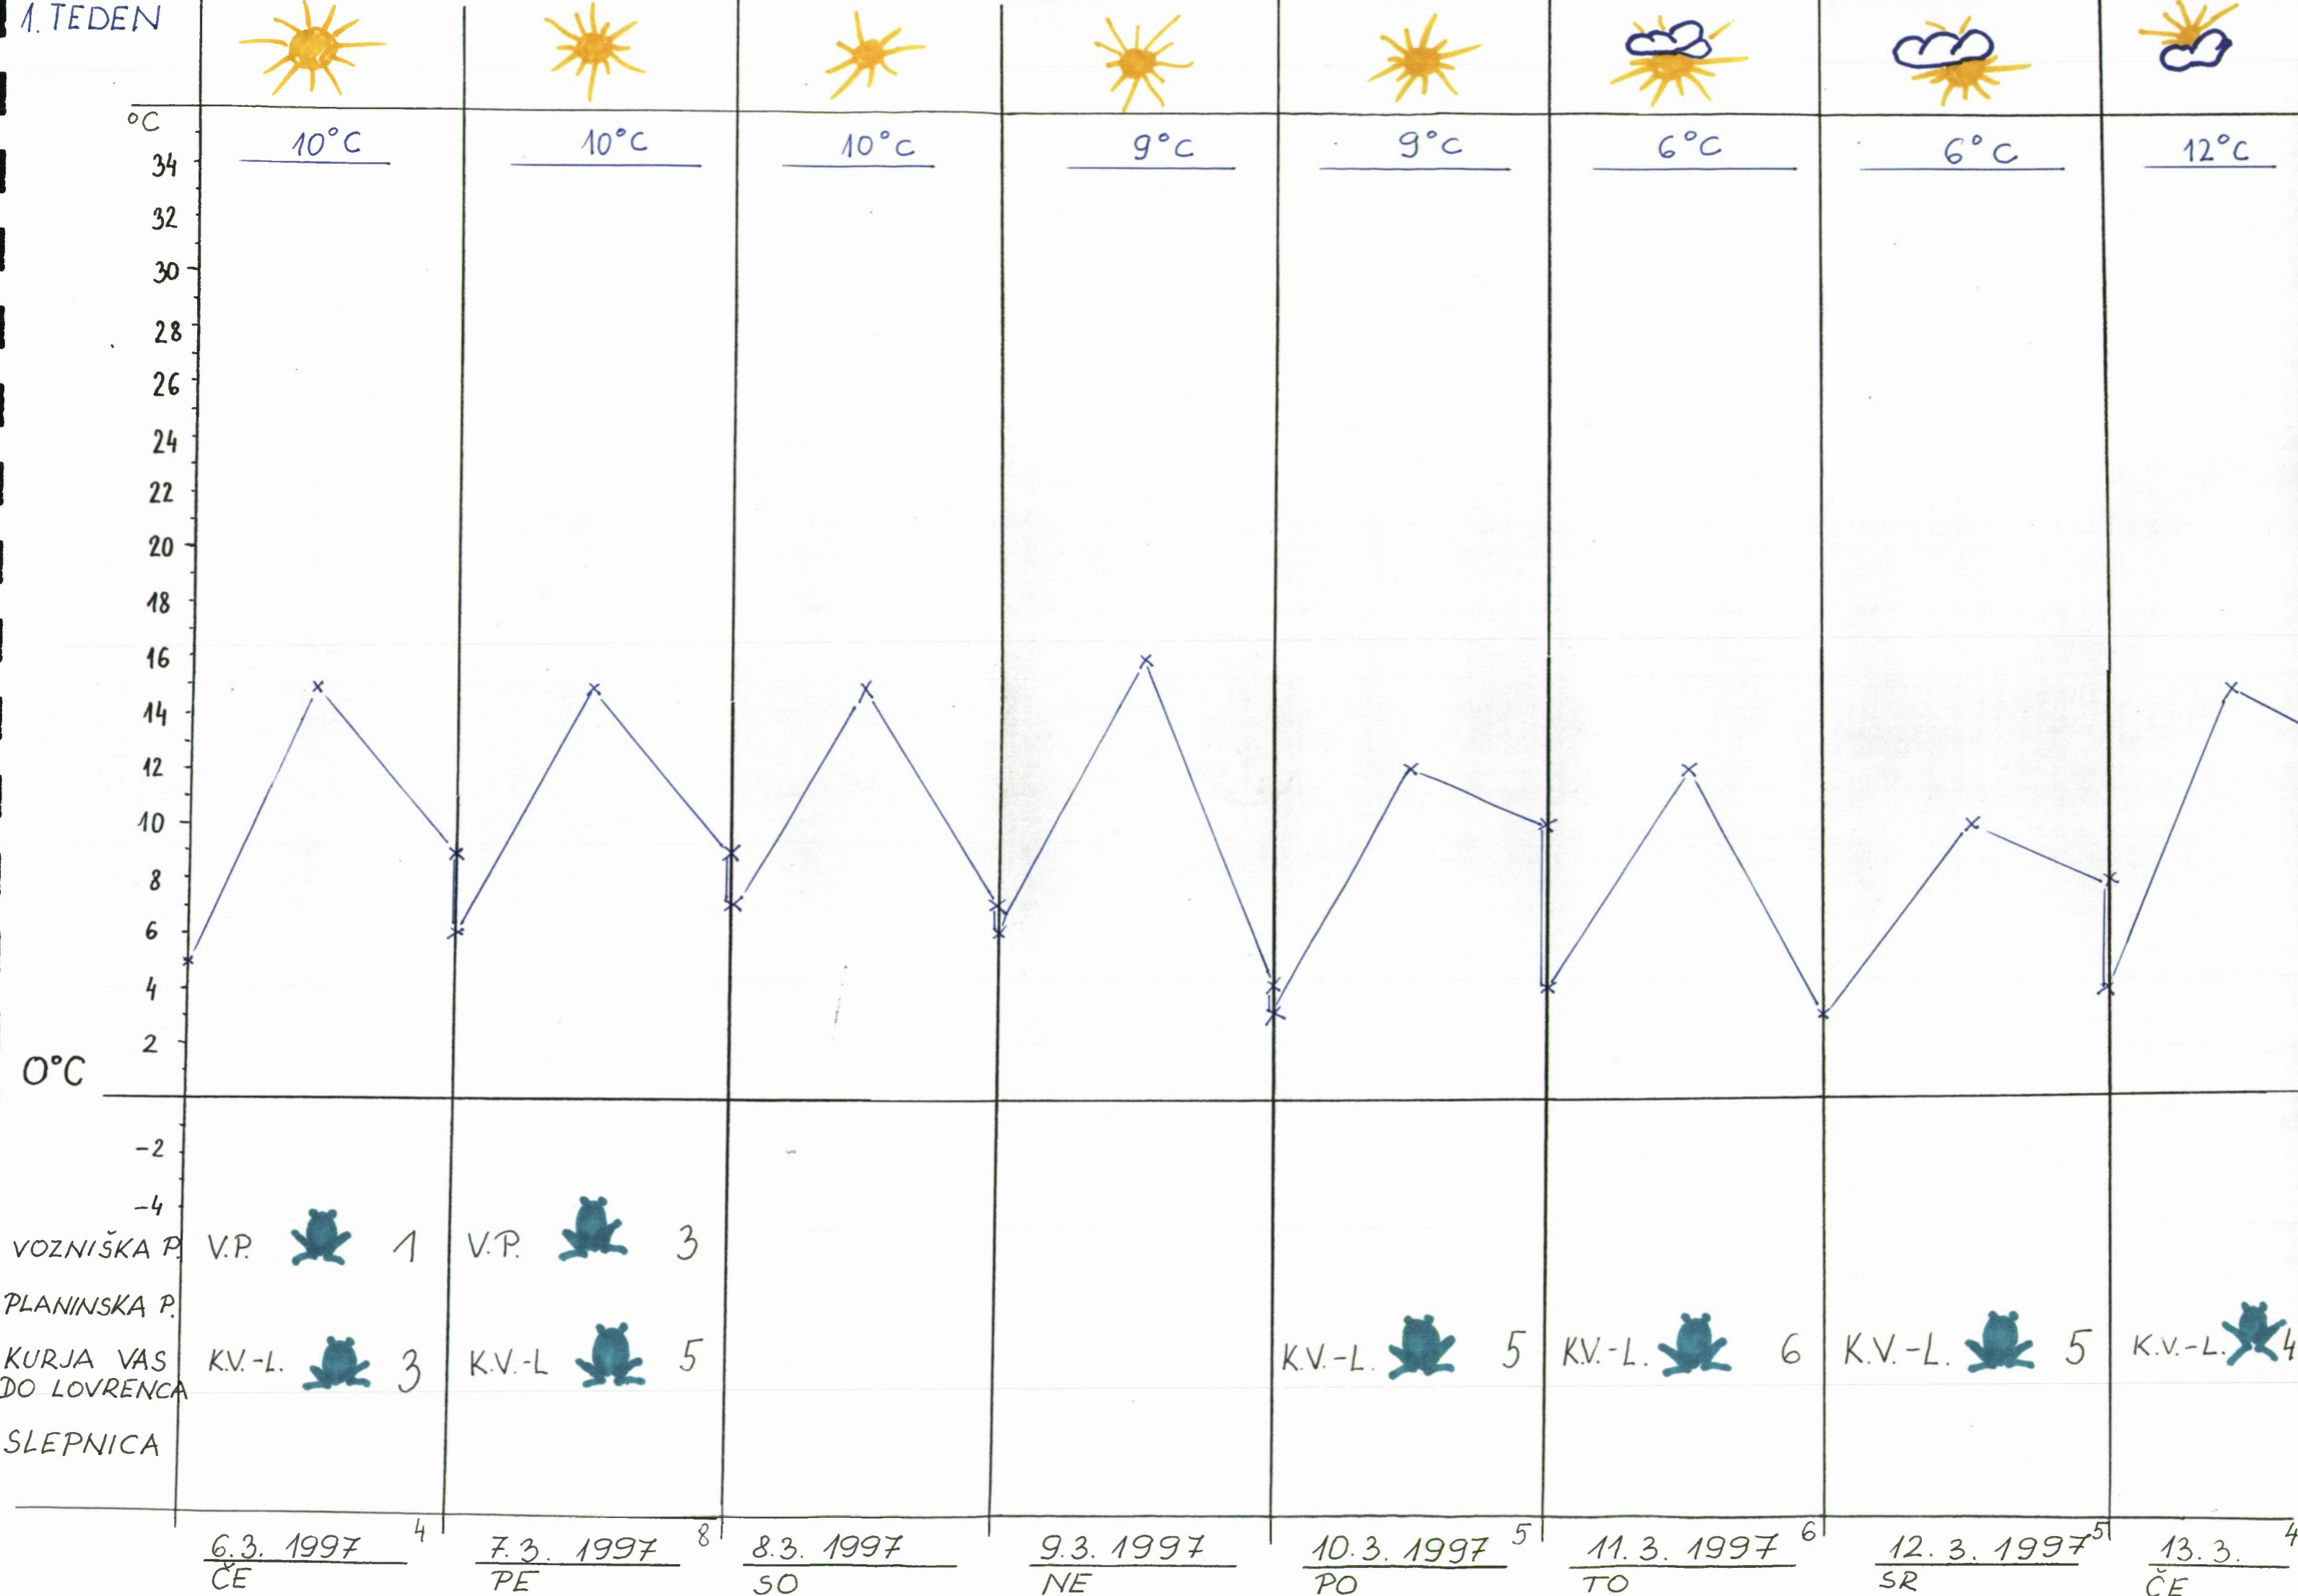 1. TEDEN
°C
10°C 10°C 10°C 9°C 9°C 6°C 6°C 12°C
34
32
30
28
26
24
22
20
18
16
14
12
10
8
6
4
2
0°C
-2
-4
VOZNIŠKA P. V.P. 1 V.P. 3
PLANINSKA P.
KURJA VAS K.V.-L. 3 K.V.-L 5 K.V.-L. 5 K.V.-L. 6 K.V.-L. 5 K.V.-L. 4
DO LOVRENCA
SLEPNICA
6.3. 1997 4 7.3. 1997 8 8.3. 1997 9.3. 1997 10.3. 1997 5 11.3. 1997 6 12.3. 1997 5 13.3. 4
ČE PE SO NE PO TO SR ČE